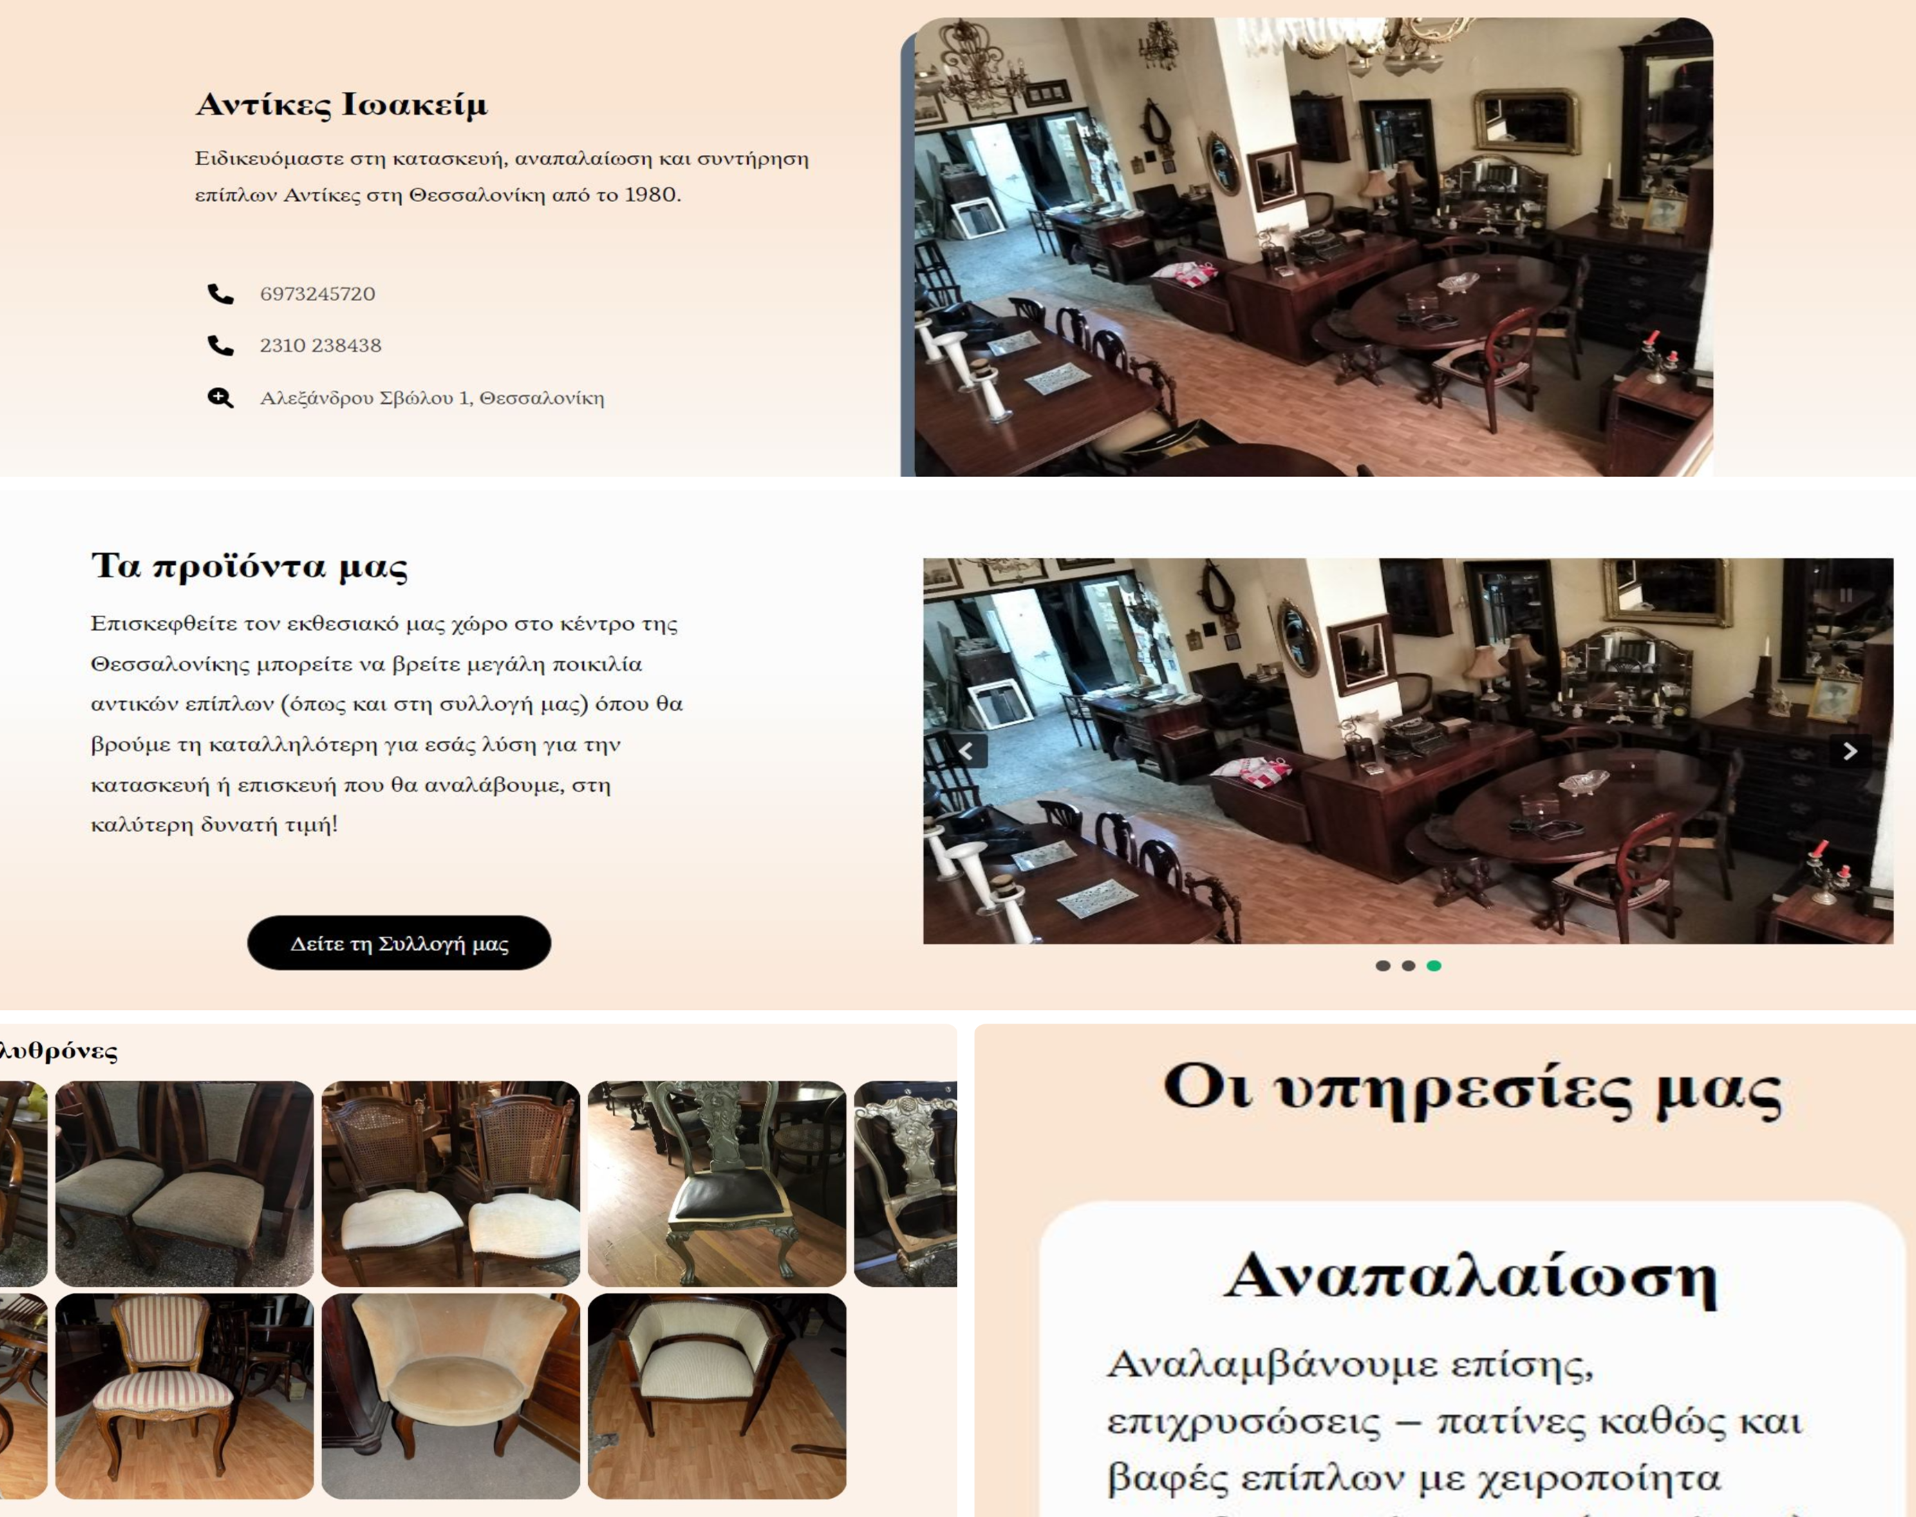 Αντίκες Ιωακείμ
Ειδικευόμαστε στη κατασκευή, αναπαλαίωση και συντήρηση
επίπλων Αντίκες στη Θεσσαλονίκη από το 1980.
6973245720
2310 238438
Αλεξάνδρου Σβώλου 1, Θεσσαλονίκη
Τα προϊόντα μας
Επισκεφθείτε τον εκθεσιακό μας χώρο στο κέντρο της
Θεσσαλονίκης μπορείτε να βρείτε μεγάλη ποικιλία
αντικών επίπλων (όπως και στη συλλογή μας) όπου θα
βρούμε τη καταλληλότερη για εσάς λύση για την
κατασκευή ή επισκευή που θα αναλάβουμε, στη
καλύτερη δυνατή τιμή!
Δείτε τη Συλλογή μας
λυθρόνες
Οι υπηρεσίες μας
Αναπαλαίωση
Αναλαμβάνουμε επίσης,
επιχρυσώσεις – πατίνες καθώς και
βαφές επίπλων με χειροποίητα